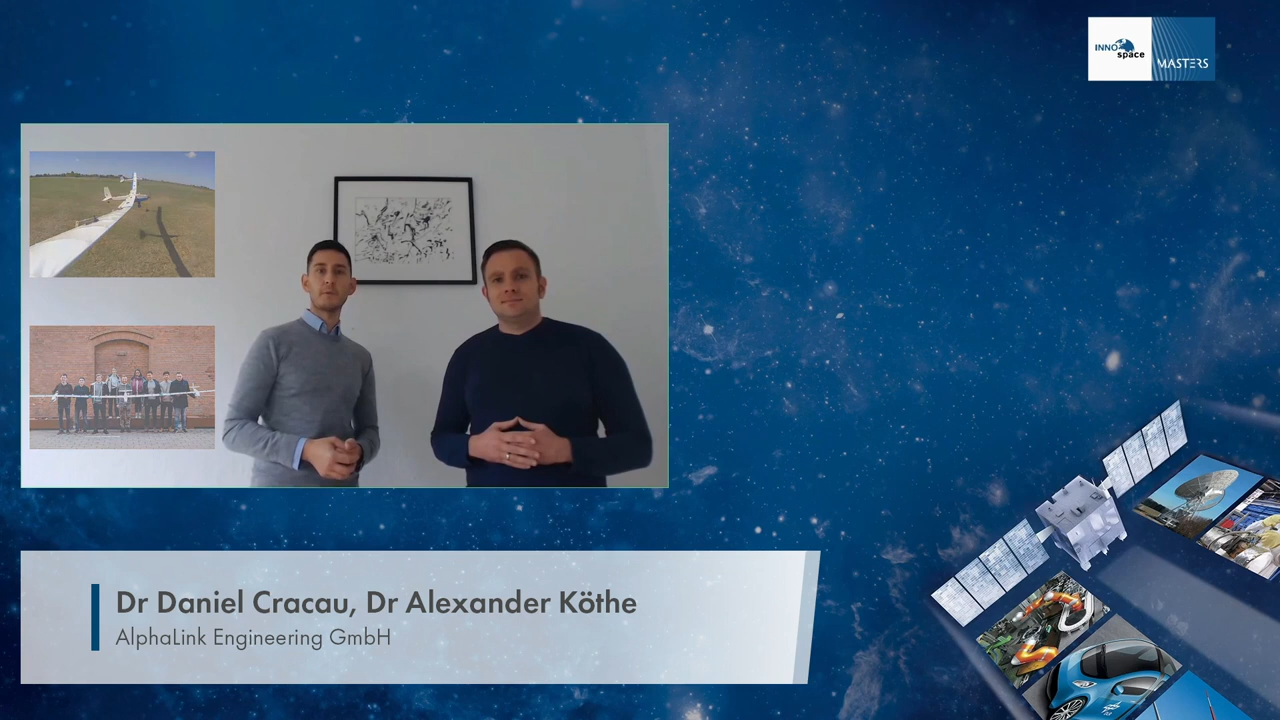 INNO
space
MASTERS
Dr Daniel Cracau, Dr Alexander Köthe
AlphaLink Engineering GmbH